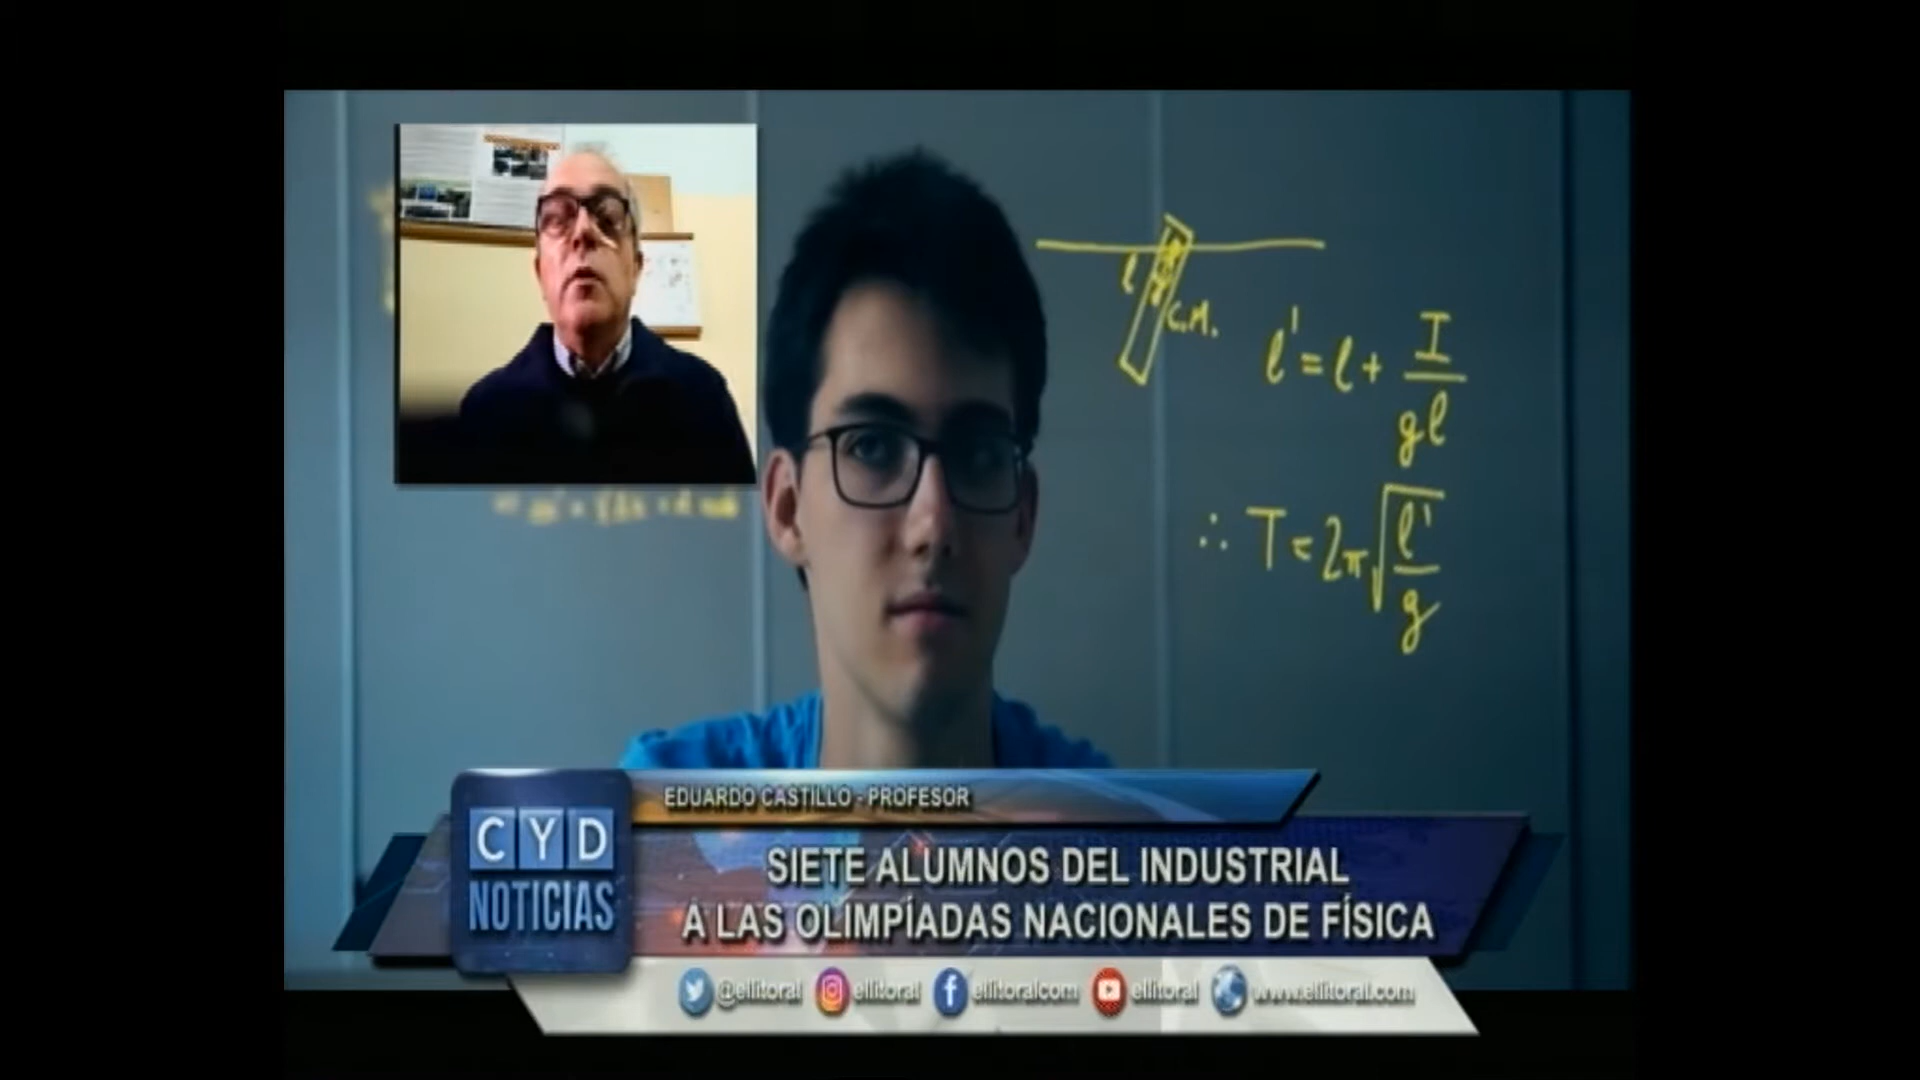 l
C.M.
l' = l + I
gl
∴ T = 2π √ l'
g
EDUARDO CASTILLO - PROFESOR
CYD
NOTICIAS
SIETE ALUMNOS DEL INDUSTRIAL
A LAS OLIMPÍADAS NACIONALES DE FÍSICA
@ellitoral ellitoral ellitoralcom ellitoral www.ellitoral.com